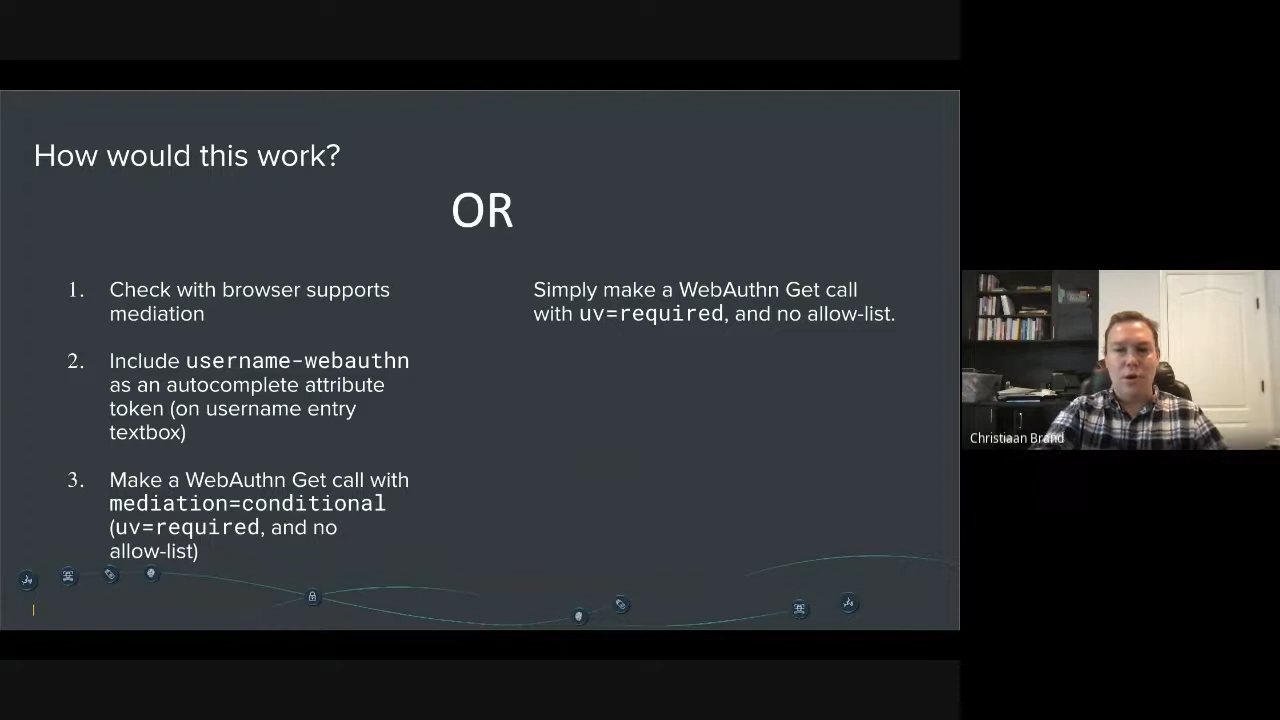 How would this work?
OR
1. Check with browser supports
mediation
2. Include username-webauthn
as an autocomplete attribute
token (on username entry
textbox)
3. Make a WebAuthn Get call with
mediation=conditional
(uv=required, and no
allow-list)
Simply make a WebAuthn Get call
with uv=required, and no allow-list.
Christiaan Brand